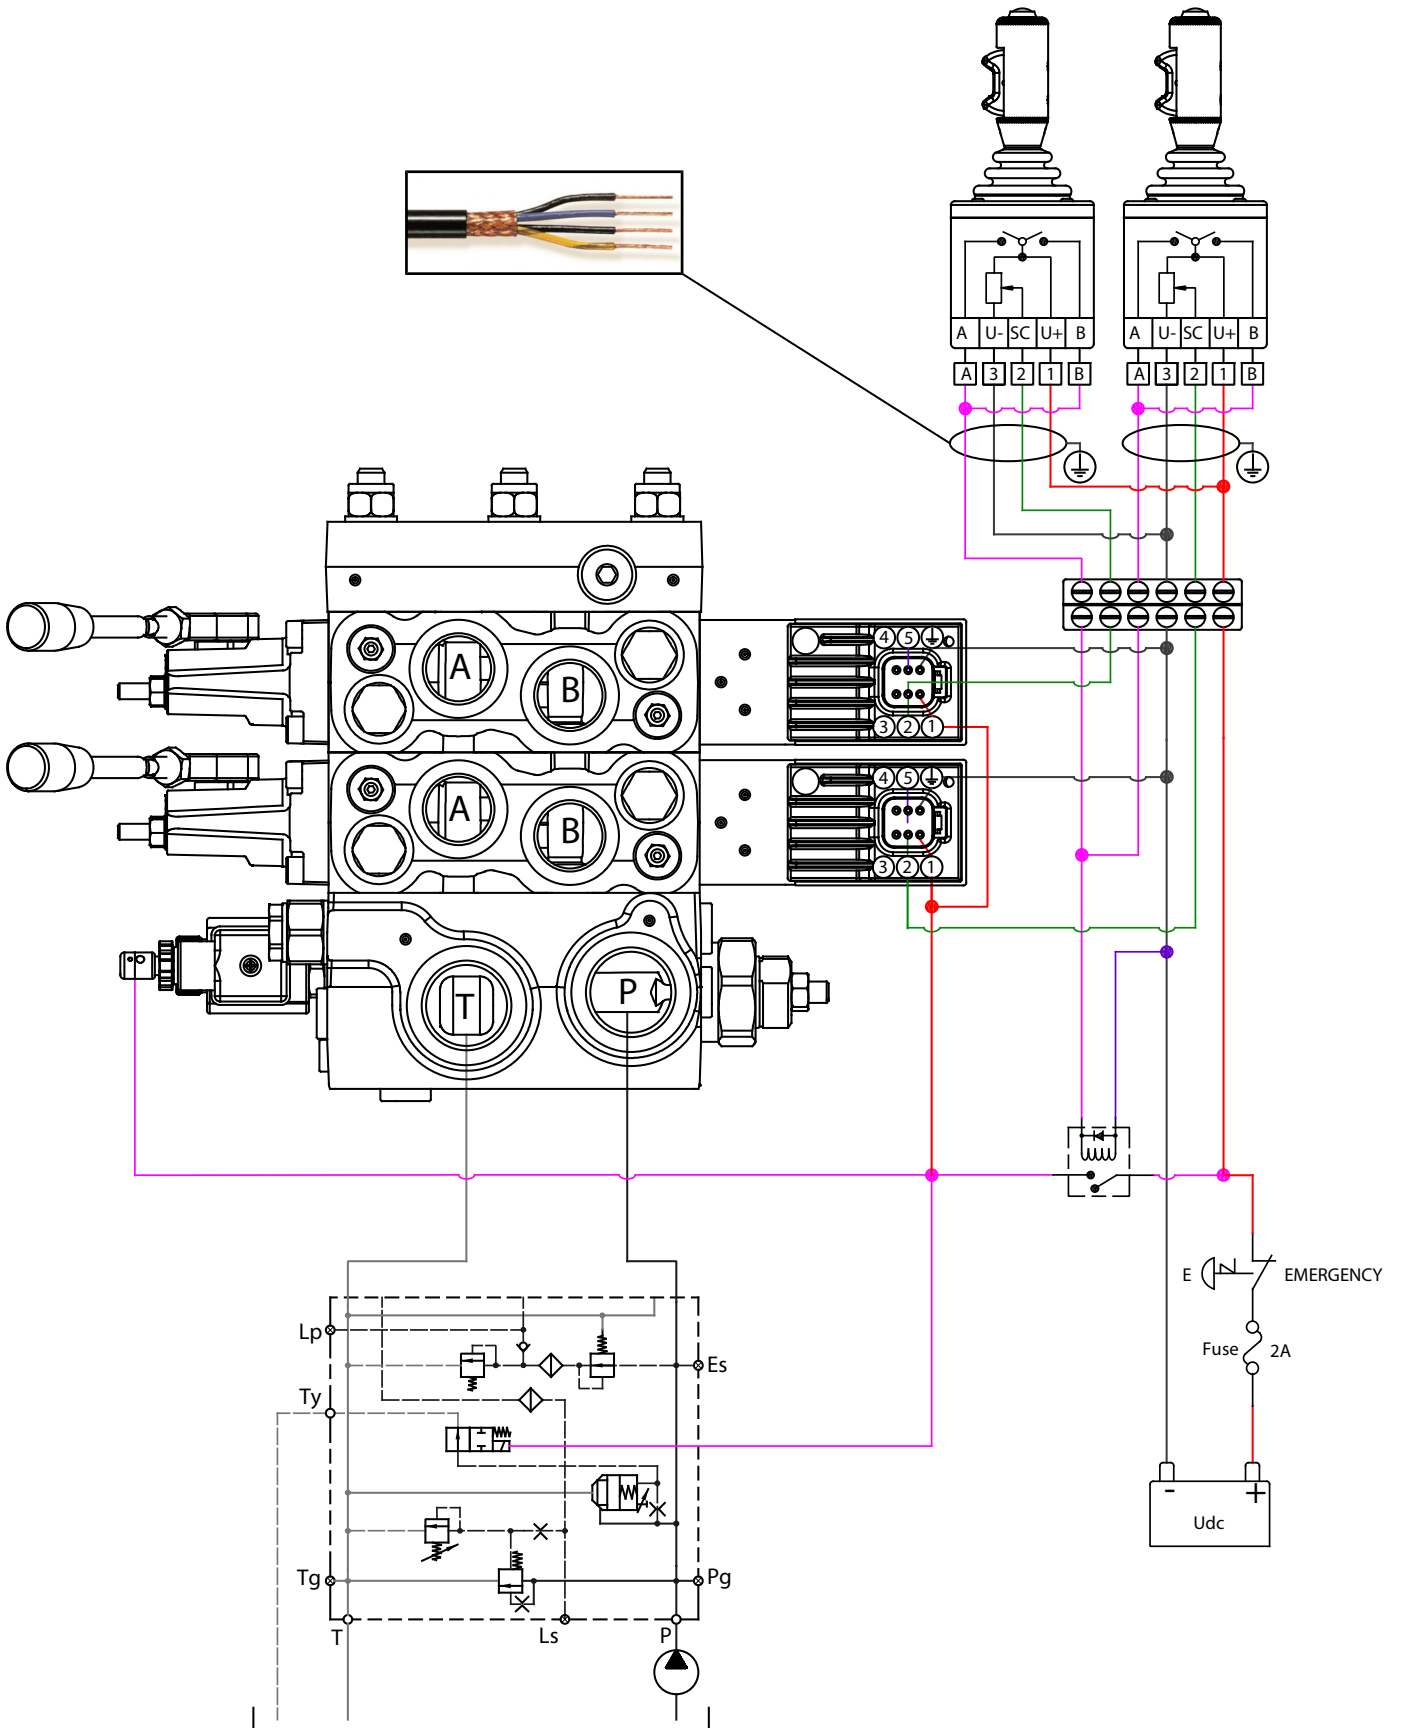 A U- SC U+ B
A U- SC U+ B
A 3 2 1 B
A 3 2 1 B
4 5
A
B
3 2 1
4 5
A
B
3 2 1
T
P
E
EMERGENCY
Lp
Fuse
2A
Es
Ty
- +
Udc
Tg
Pg
T
Ls
P